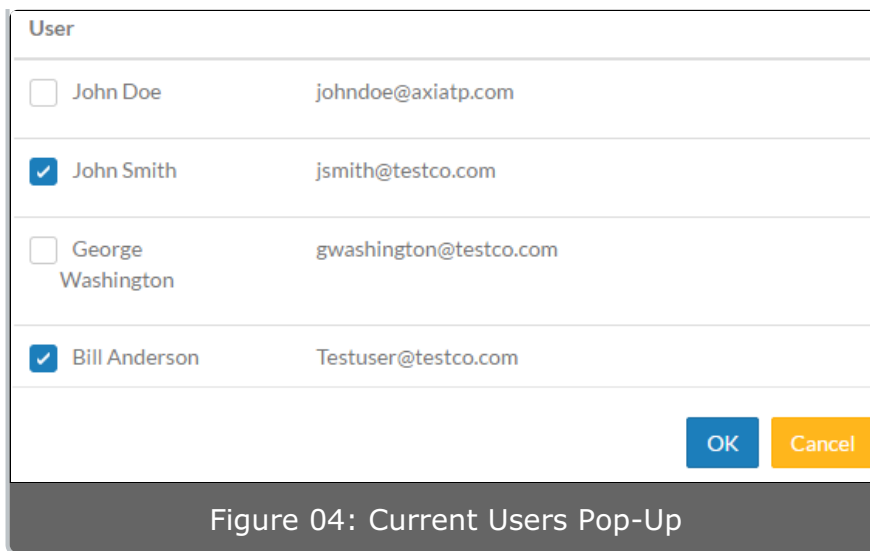 User
John Doe johndoe@axiatp.com
John Smith jsmith@testco.com
George gwashington@testco.com
Washington
Bill Anderson Testuser@testco.com
OK Cancel
Figure 04: Current Users Pop-Up